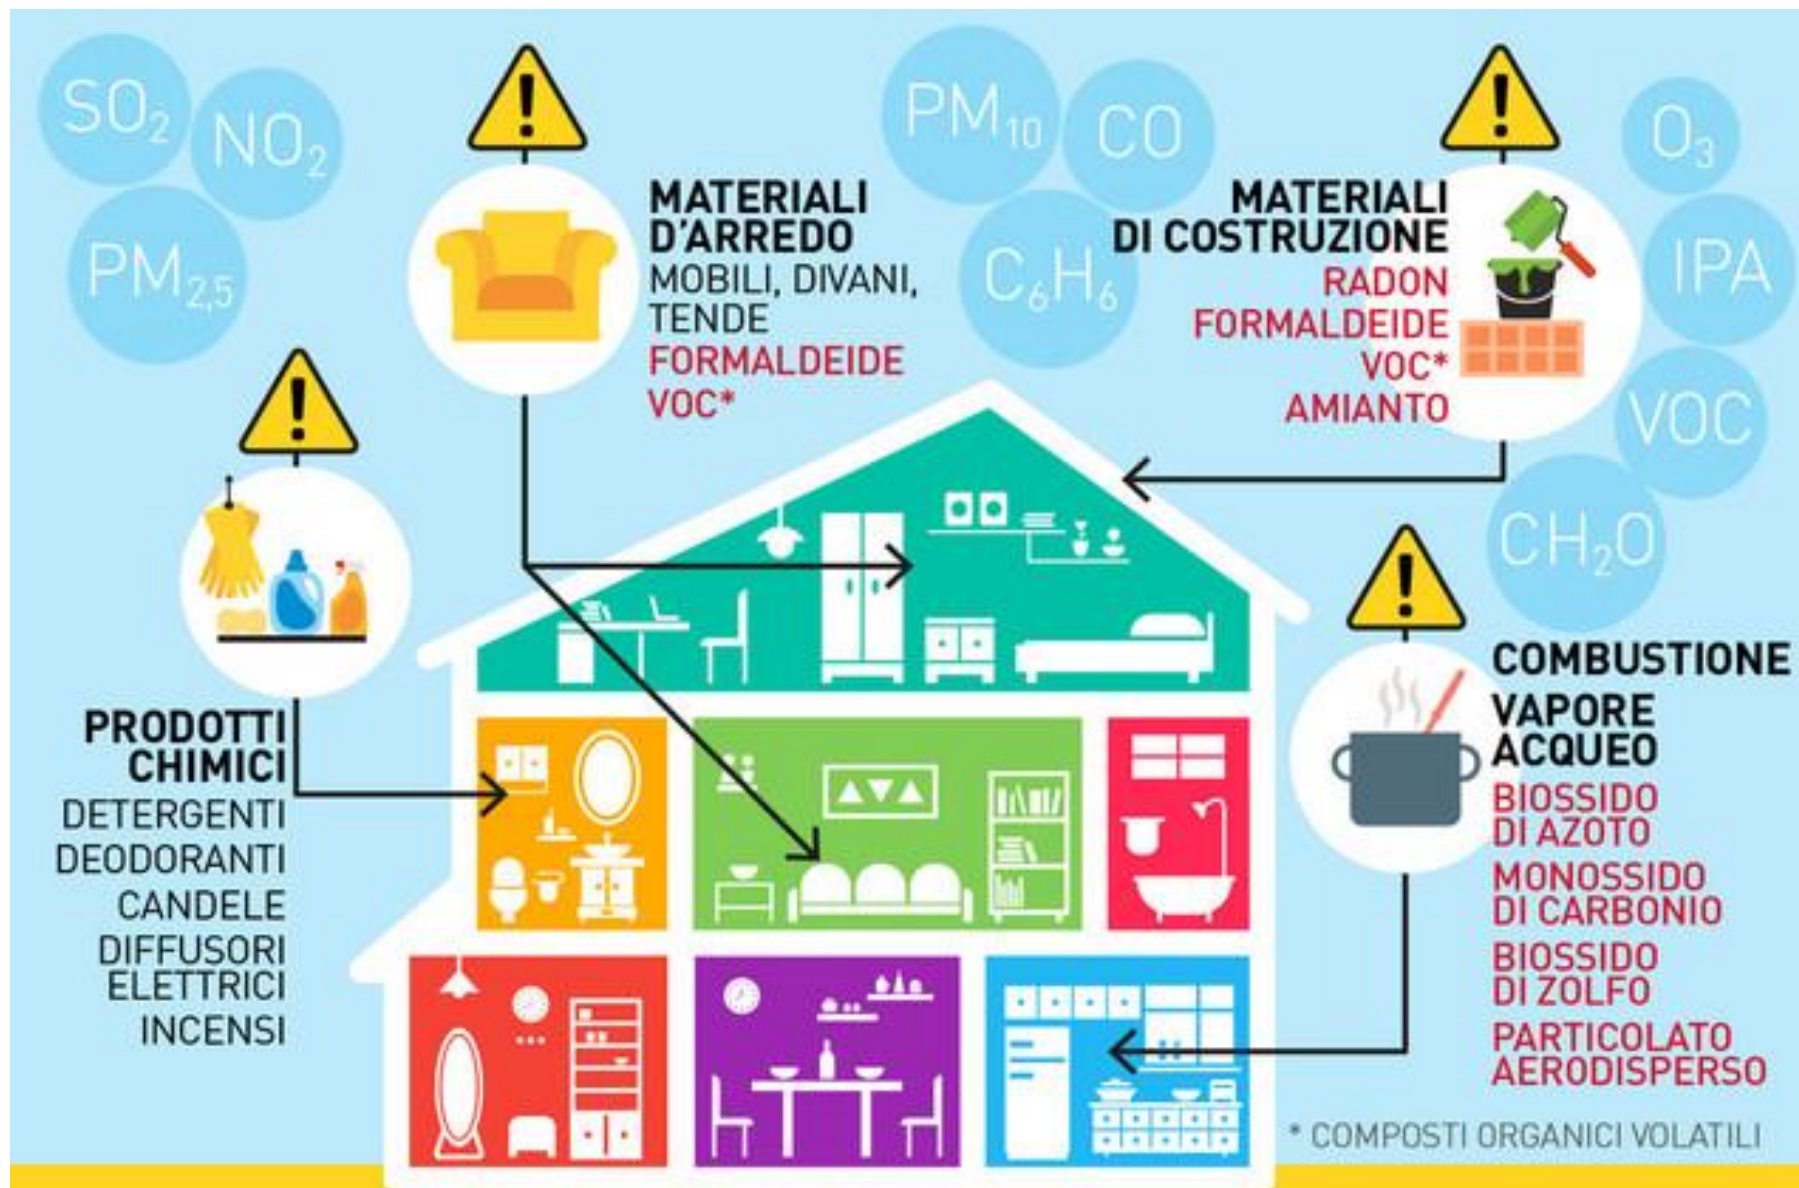 SO2
NO2
PM2,5
PM10
CO
C6H6
O3
IPA
VOC
CH2O
MATERIALI
D'ARREDO
MOBILI, DIVANI,
TENDE
FORMALDEIDE
VOC*
MATERIALI
DI COSTRUZIONE
RADON
FORMALDEIDE
VOC*
AMIANTO
PRODOTTI
CHIMICI
DETERGENTI
DEODORANTI
CANDELE
DIFFUSORI
ELETTRICI
INCENSI
COMBUSTIONE
VAPORE
ACQUEO
BIOSSIDO
DI AZOTO
MONOSSIDO
DI CARBONIO
BIOSSIDO
DI ZOLFO
PARTICOLATO
AERODISPERSO
* COMPOSTI ORGANICI VOLATILI